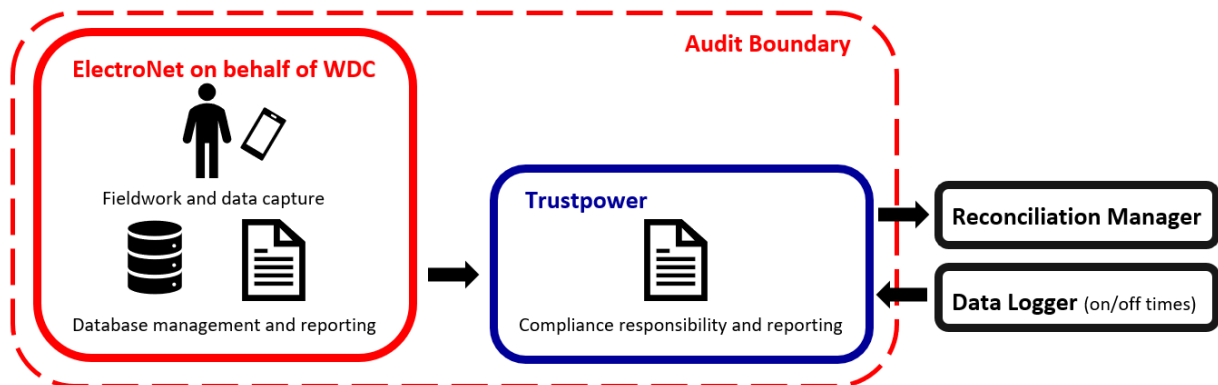 Audit Boundary
ElectroNet on behalf of WDC
Fieldwork and data capture
Database management and reporting
Trustpower
Compliance responsibility and reporting
Reconciliation Manager
Data Logger (on/off times)